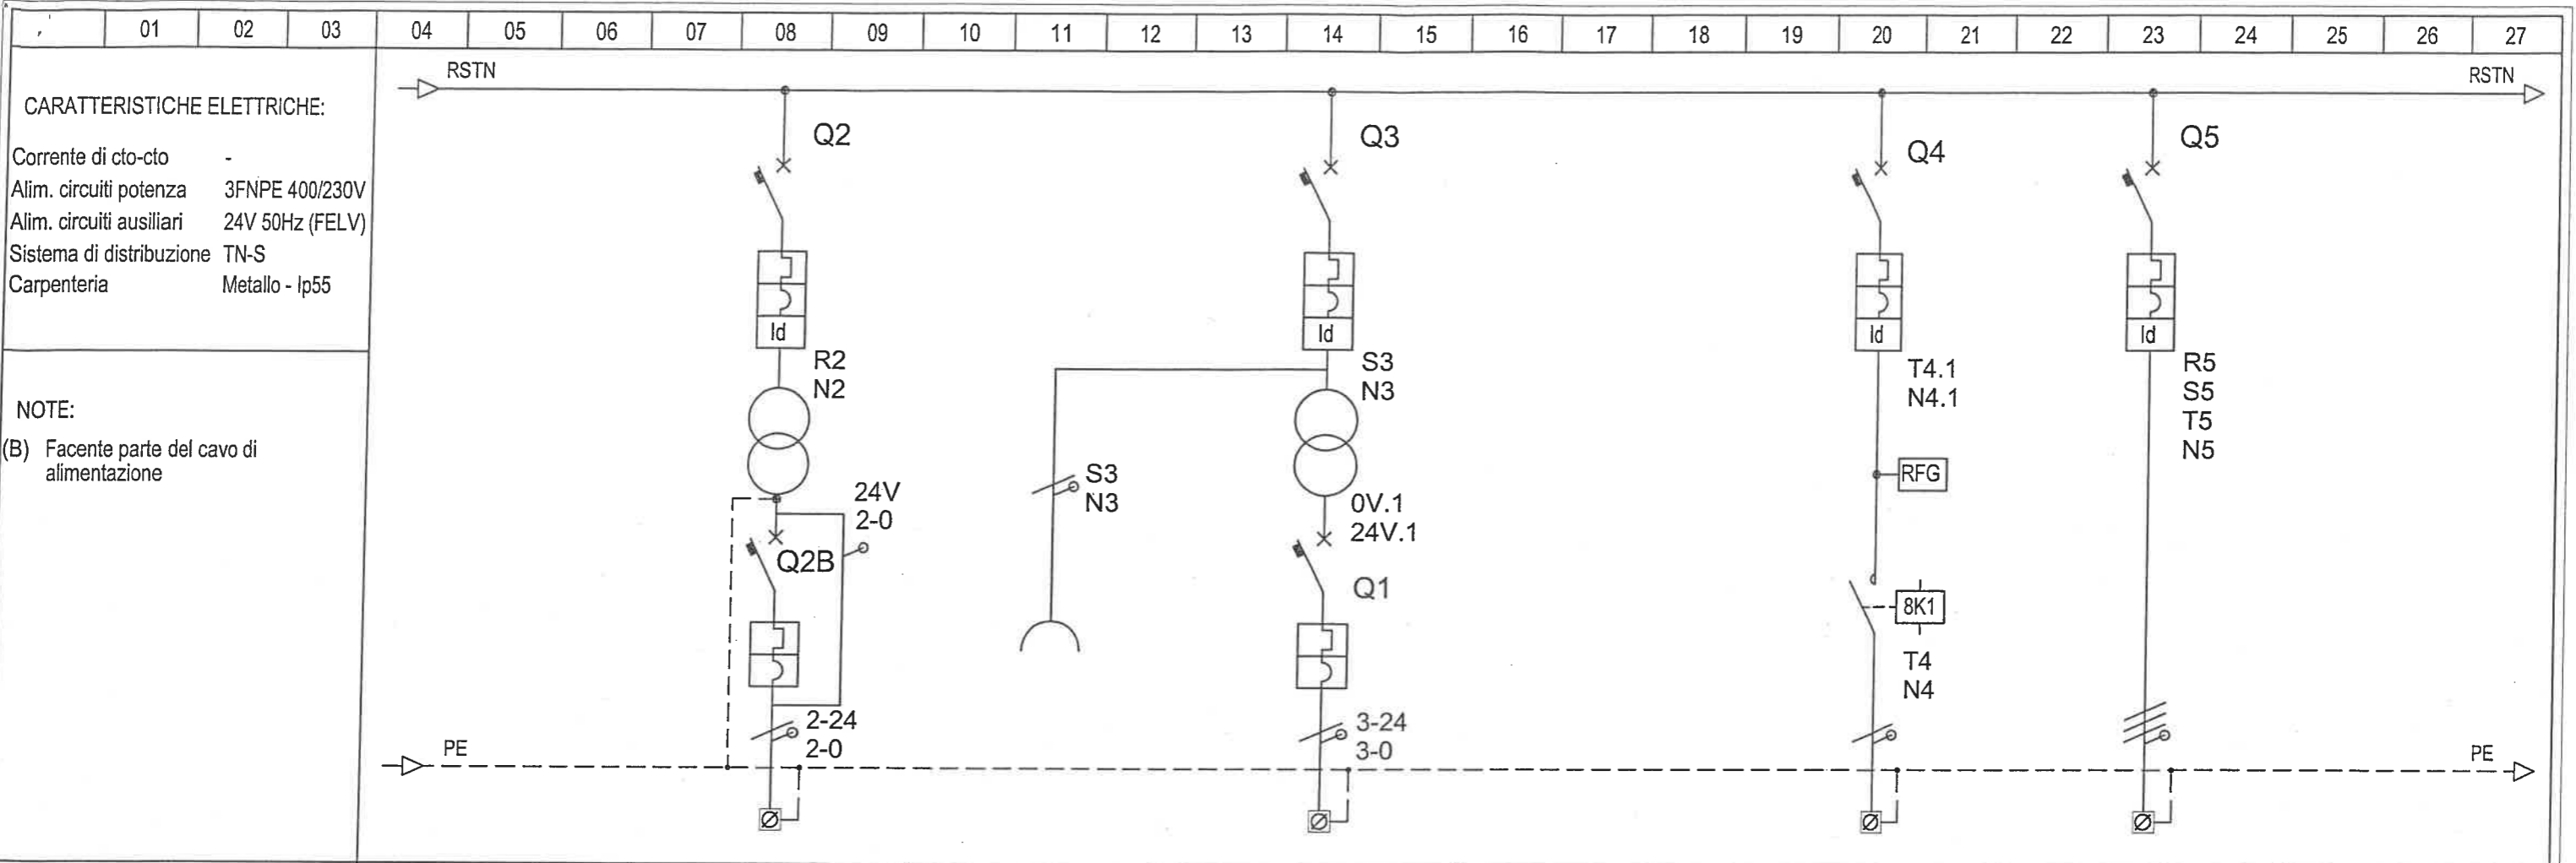 01 02 03 04 05 06 07 08 09 10 11 12 13 14 15 16 17 18 19 20 21 22 23 24 25 26 27
RSTN
RSTN
CARATTERISTICHE ELETTRICHE:
Corrente di cto-cto -
Alim. circuiti potenza 3FNPE 400/230V
Alim. circuiti ausiliari 24V 50Hz (FELV)
Sistema di distribuzione TN-S
Carpenteria Metallo - Ip55
NOTE:
(B) Facente parte del cavo di
alimentazione
Q2
Id
R2
N2
24V
2-0
Q2B
2-24
2-0
S3
N3
Q3
Id
S3
N3
0V.1
24V.1
Q1
3-24
3-0
Q4
Id
T4.1
N4.1
RFG
8K1
T4
N4
Q5
Id
R5
S5
T5
N5
PE
PE